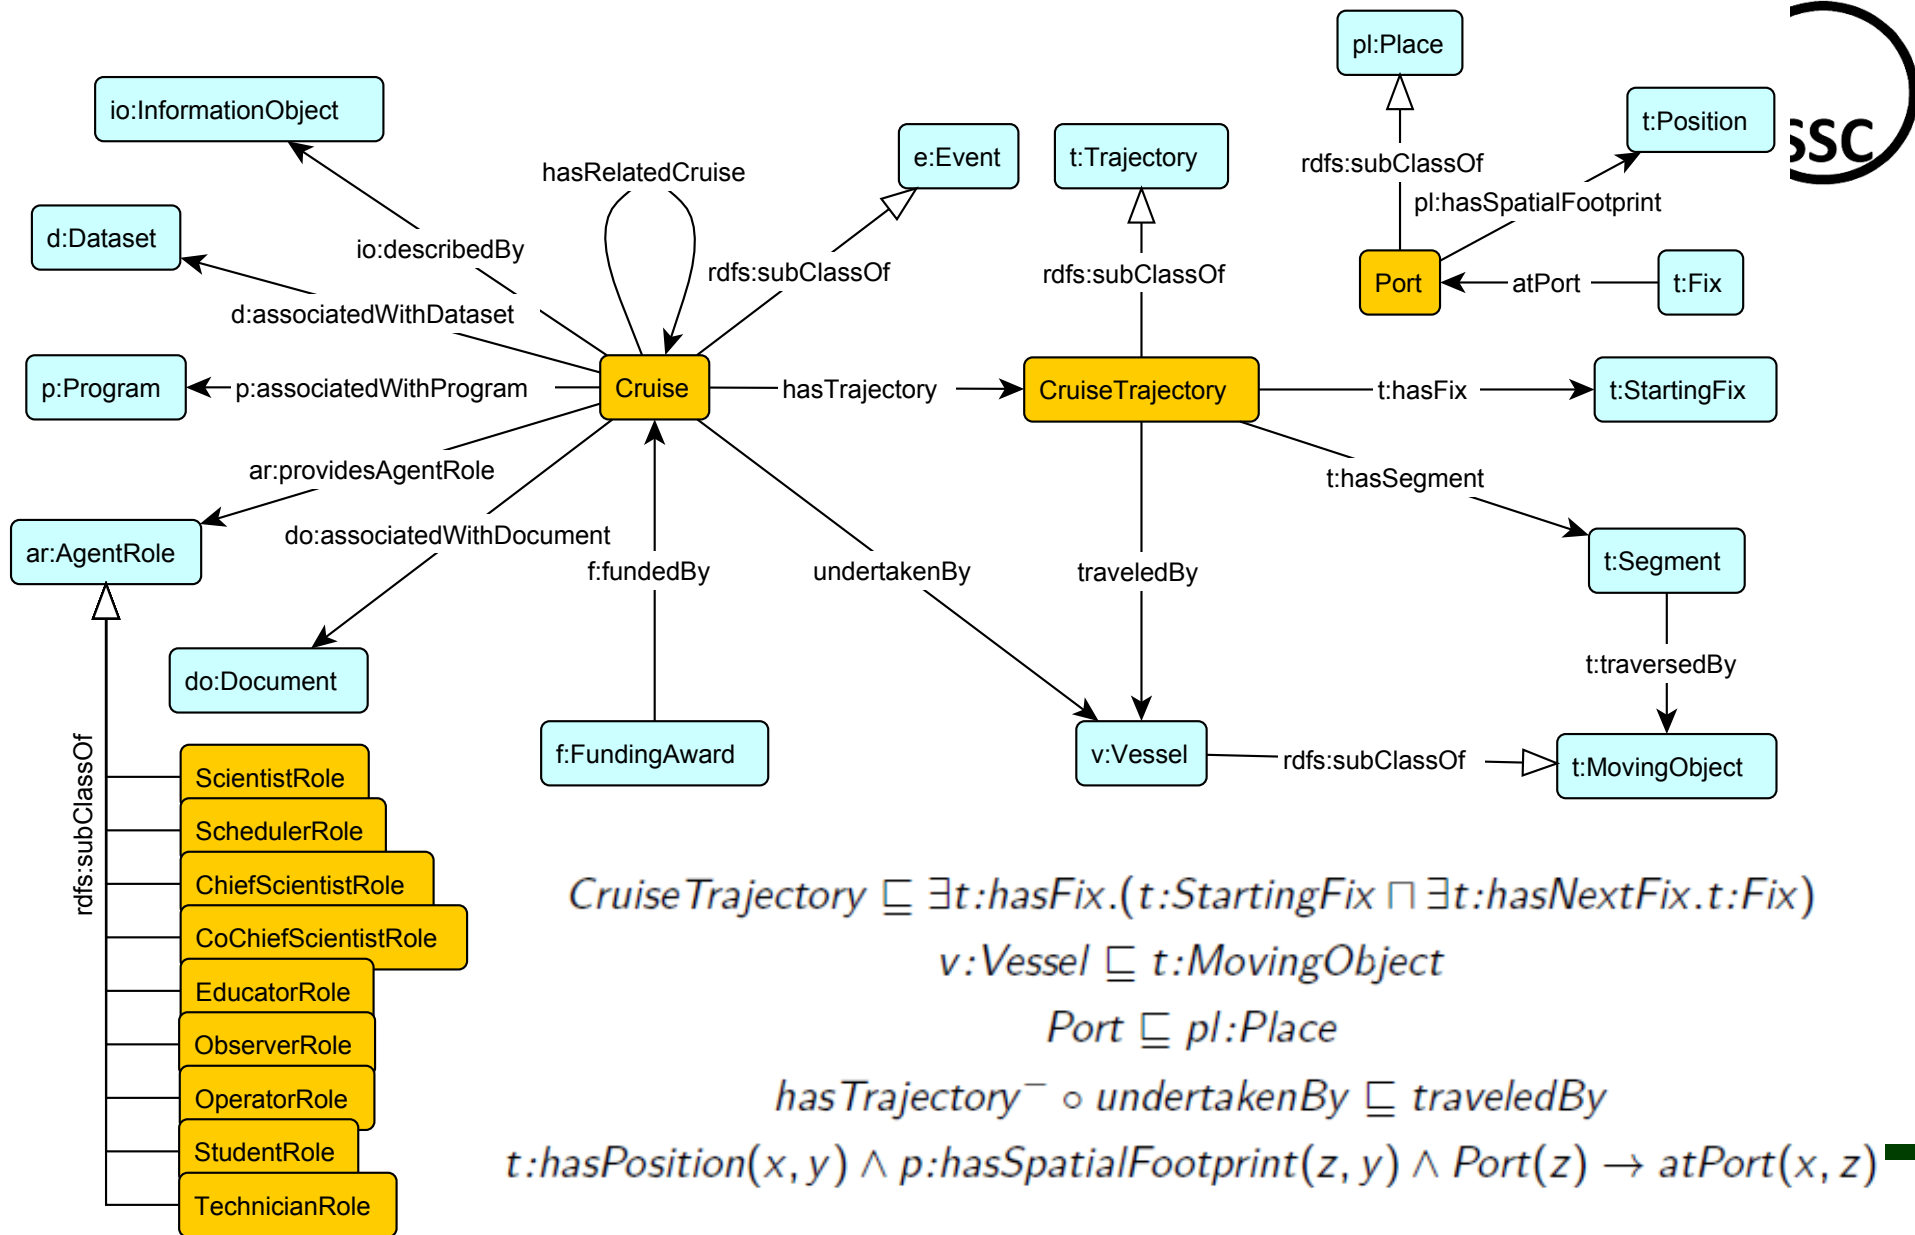 pl:Place
io:InformationObject
t:Position
SSC
e:Event
t:Trajectory
rdfs:subClassOf
hasRelatedCruise
pl:hasSpatialFootprint
d:Dataset
io:describedBy
rdfs:subClassOf
rdfs:subClassOf
Port
atPort
t:Fix
d:associatedWithDataset
p:Program
p:associatedWithProgram
Cruise
hasTrajectory
CruiseTrajectory
t:hasFix
t:StartingFix
ar:providesAgentRole
t:hasSegment
do:associatedWithDocument
ar:AgentRole
f:fundedBy
undertakenBy
traveledBy
t:Segment
t:traversedBy
do:Document
f:FundingAward
v:Vessel
rdfs:subClassOf
t:MovingObject
rdfs:subClassOf
ScientistRole
SchedulerRole
ChiefScientistRole
CoChiefScientistRole
EducatorRole
ObserverRole
OperatorRole
StudentRole
TechnicianRole
CruiseTrajectory ⊑ ∃t:hasFix.(t:StartingFix ⊓ ∃t:hasNextFix.t:Fix)
v:Vessel ⊑ t:MovingObject
Port ⊑ pl:Place
hasTrajectory⁻ ∘ undertakenBy ⊑ traveledBy
t:hasPosition(x, y) ∧ p:hasSpatialFootprint(z, y) ∧ Port(z) → atPort(x, z)